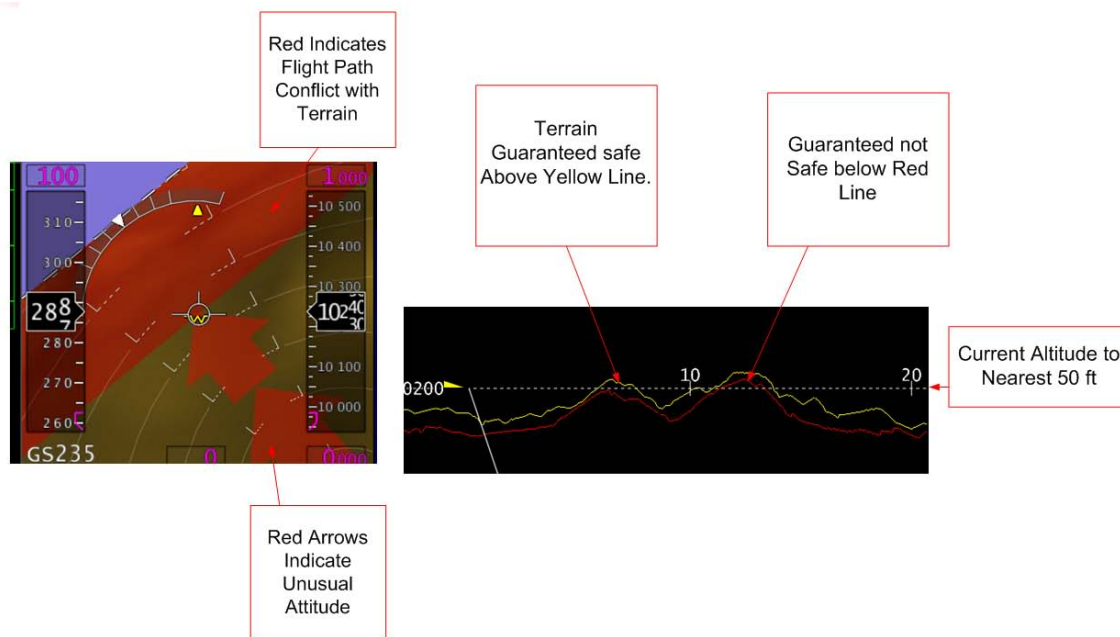 Red Indicates
Flight Path
Conflict with
Terrain
Terrain
Guaranteed safe
Above Yellow Line.
Guaranteed not
Safe below Red
Line
100
310
300
288
7
280
270
260
GS235
0
1000
10 500
10 400
10 300
10240
30
10 100
10 000
0000
0200
10
20
Current Altitude to
Nearest 50 ft
Red Arrows
Indicate
Unusual
Attitude